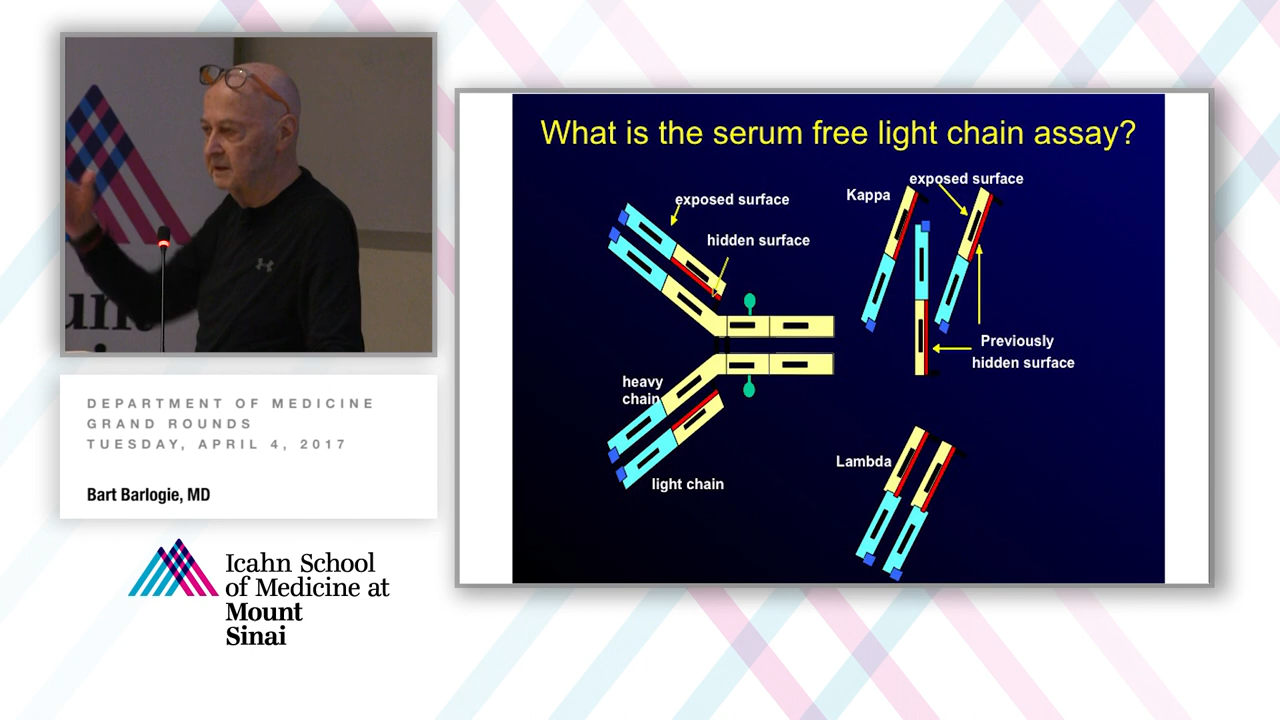 DEPARTMENT OF MEDICINE
GRAND ROUNDS
TUESDAY, APRIL 4, 2017
Bart Barlogie, MD
Icahn School
of Medicine at
Mount
Sinai
What is the serum free light chain assay?
exposed surface
hidden surface
heavy
chain
light chain
Kappa
exposed surface
Previously
hidden surface
Lambda